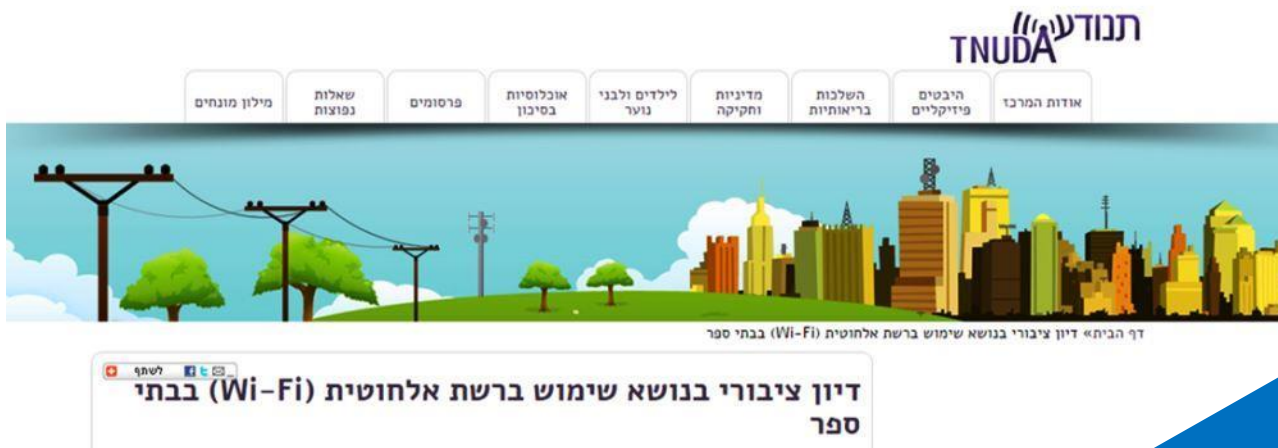 תנודע
TNUDA
אודות המרכז
היבטים
פיזיקליים
השלכות
בריאותיות
מדיניות
וחקיקה
לילדים ולבני
נוער
אוכלוסיות
בסיכון
פרסומים
שאלות
נפוצות
מילון מונחים
דף הבית» דיון ציבורי בנושא שימוש ברשת אלחוטית (Wi-Fi) בבתי ספר
לשתף
דיון ציבורי בנושא שימוש ברשת אלחוטית (Wi-Fi) בבתי
ספר